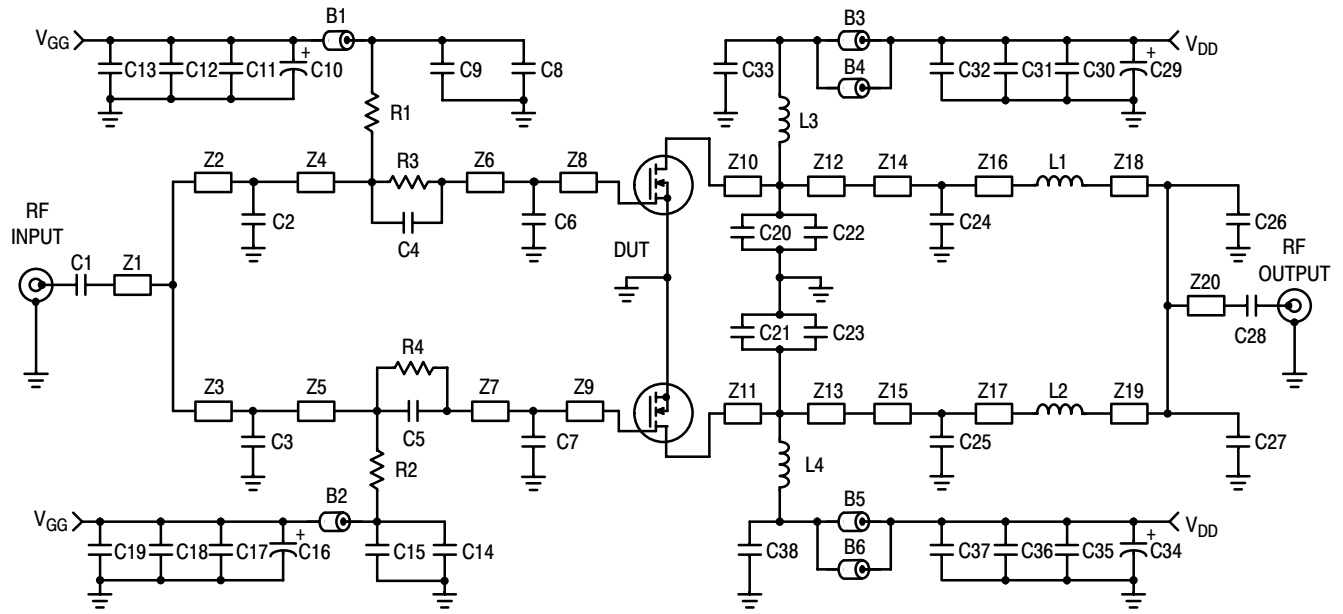 B1
B3
V_GG
C13
C12
C11
+
C10
C9
C8
C33
B4
C32
C31
C30
+
C29
V_DD
R1
L3
Z2
Z4
R3
Z6
Z8
Z10
Z12
Z14
Z16
L1
Z18
RF
INPUT
C2
C4
C6
DUT
C20
C22
C24
C26
RF
OUTPUT
C1
Z1
Z20
C28
C21
C23
R4
Z3
Z5
C5
Z7
Z9
Z11
Z13
Z15
Z17
L2
Z19
C3
R2
C7
L4
C25
C27
V_GG
B2
B5
V_DD
C19
C18
C17
+
C16
C15
C14
C38
B6
C37
C36
C35
+
C34